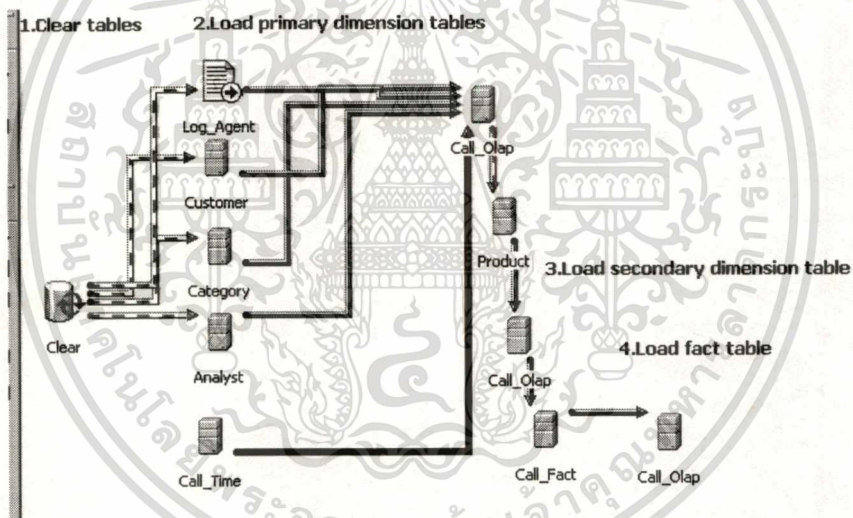 1.Clear tables
2.Load primary dimension tables
Log_Agent
Call_Olap
Customer
Product
3.Load secondary dimension table
Category
Clear
4.Load fact table
Analyst
Call_Olap
Call_Time
Call_Fact
Call_Olap